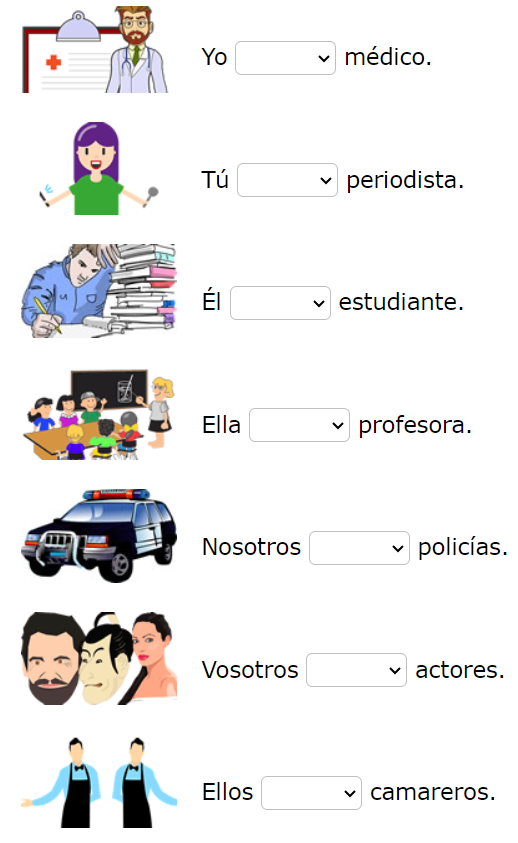 Yo médico.
Tú periodista.
Él estudiante.
Ella profesora.
Nosotros policías.
Vosotros actores.
Ellos camareros.